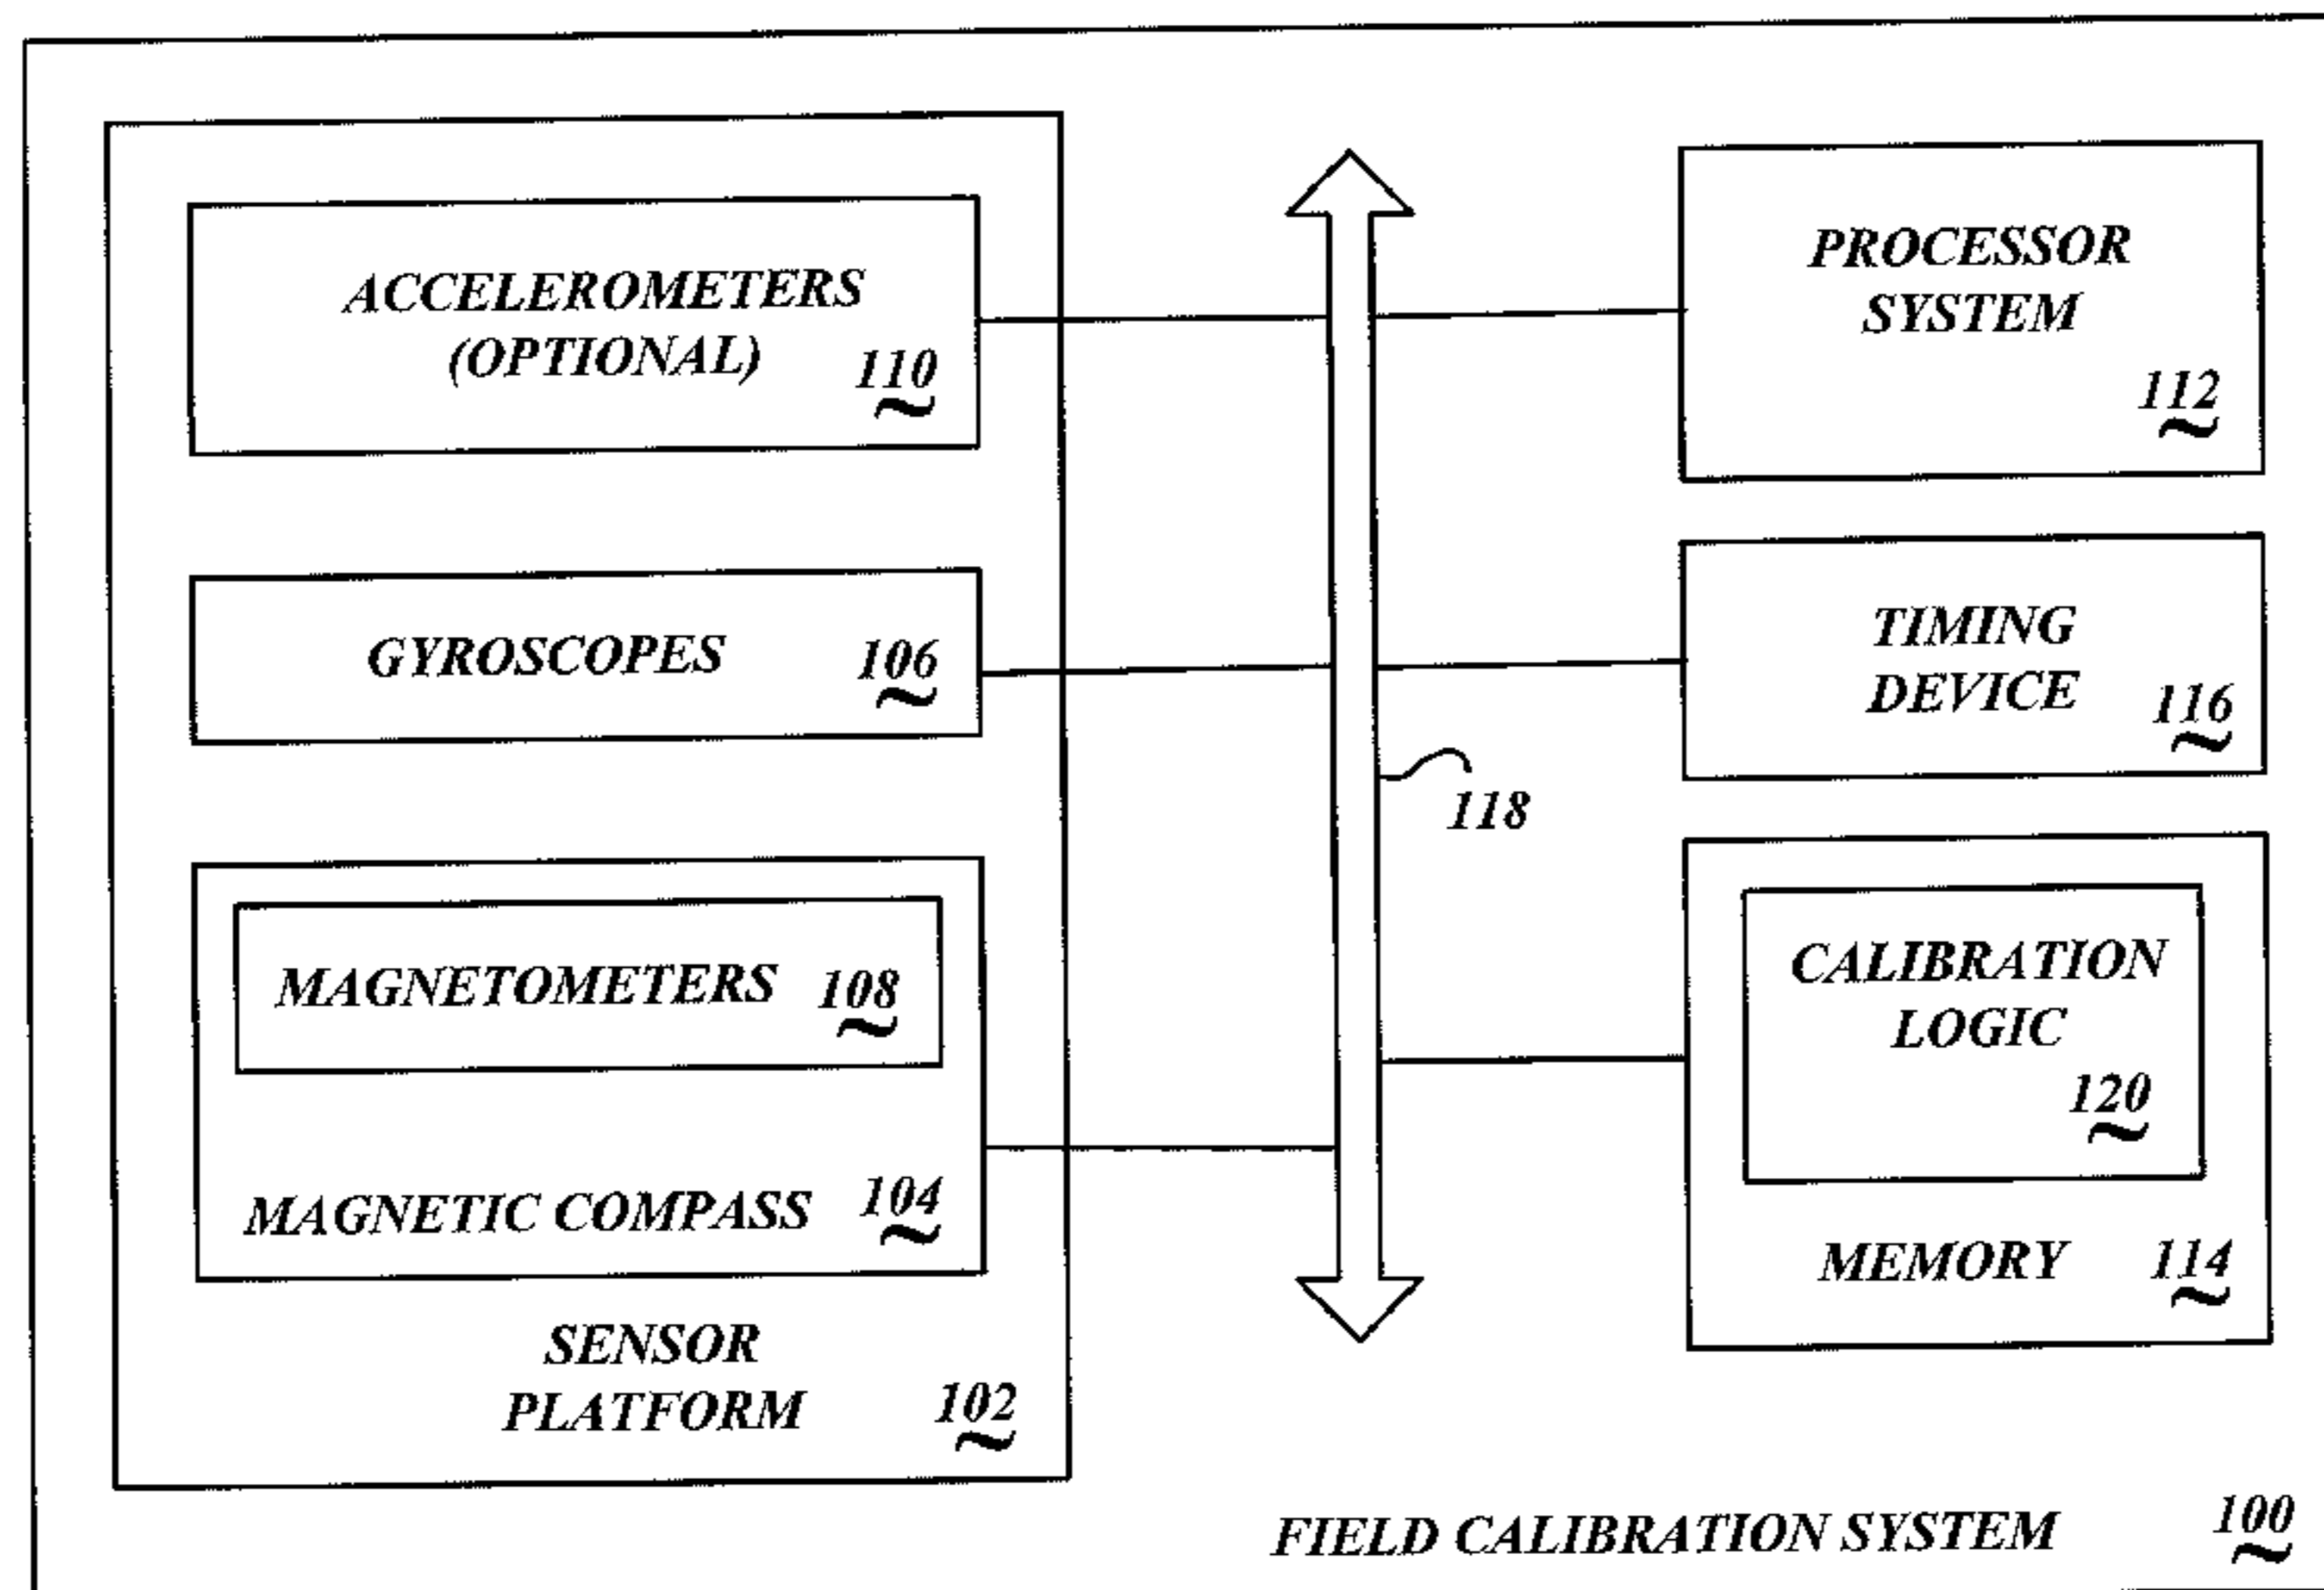 ACCELEROMETERS
(OPTIONAL)
110
GYROSCOPES 106
MAGNETOMETERS 108
MAGNETIC COMPASS 104
SENSOR
PLATFORM
102
118
PROCESSOR
SYSTEM
112
TIMING
DEVICE
116
CALIBRATION
LOGIC
120
MEMORY 114
FIELD CALIBRATION SYSTEM 100